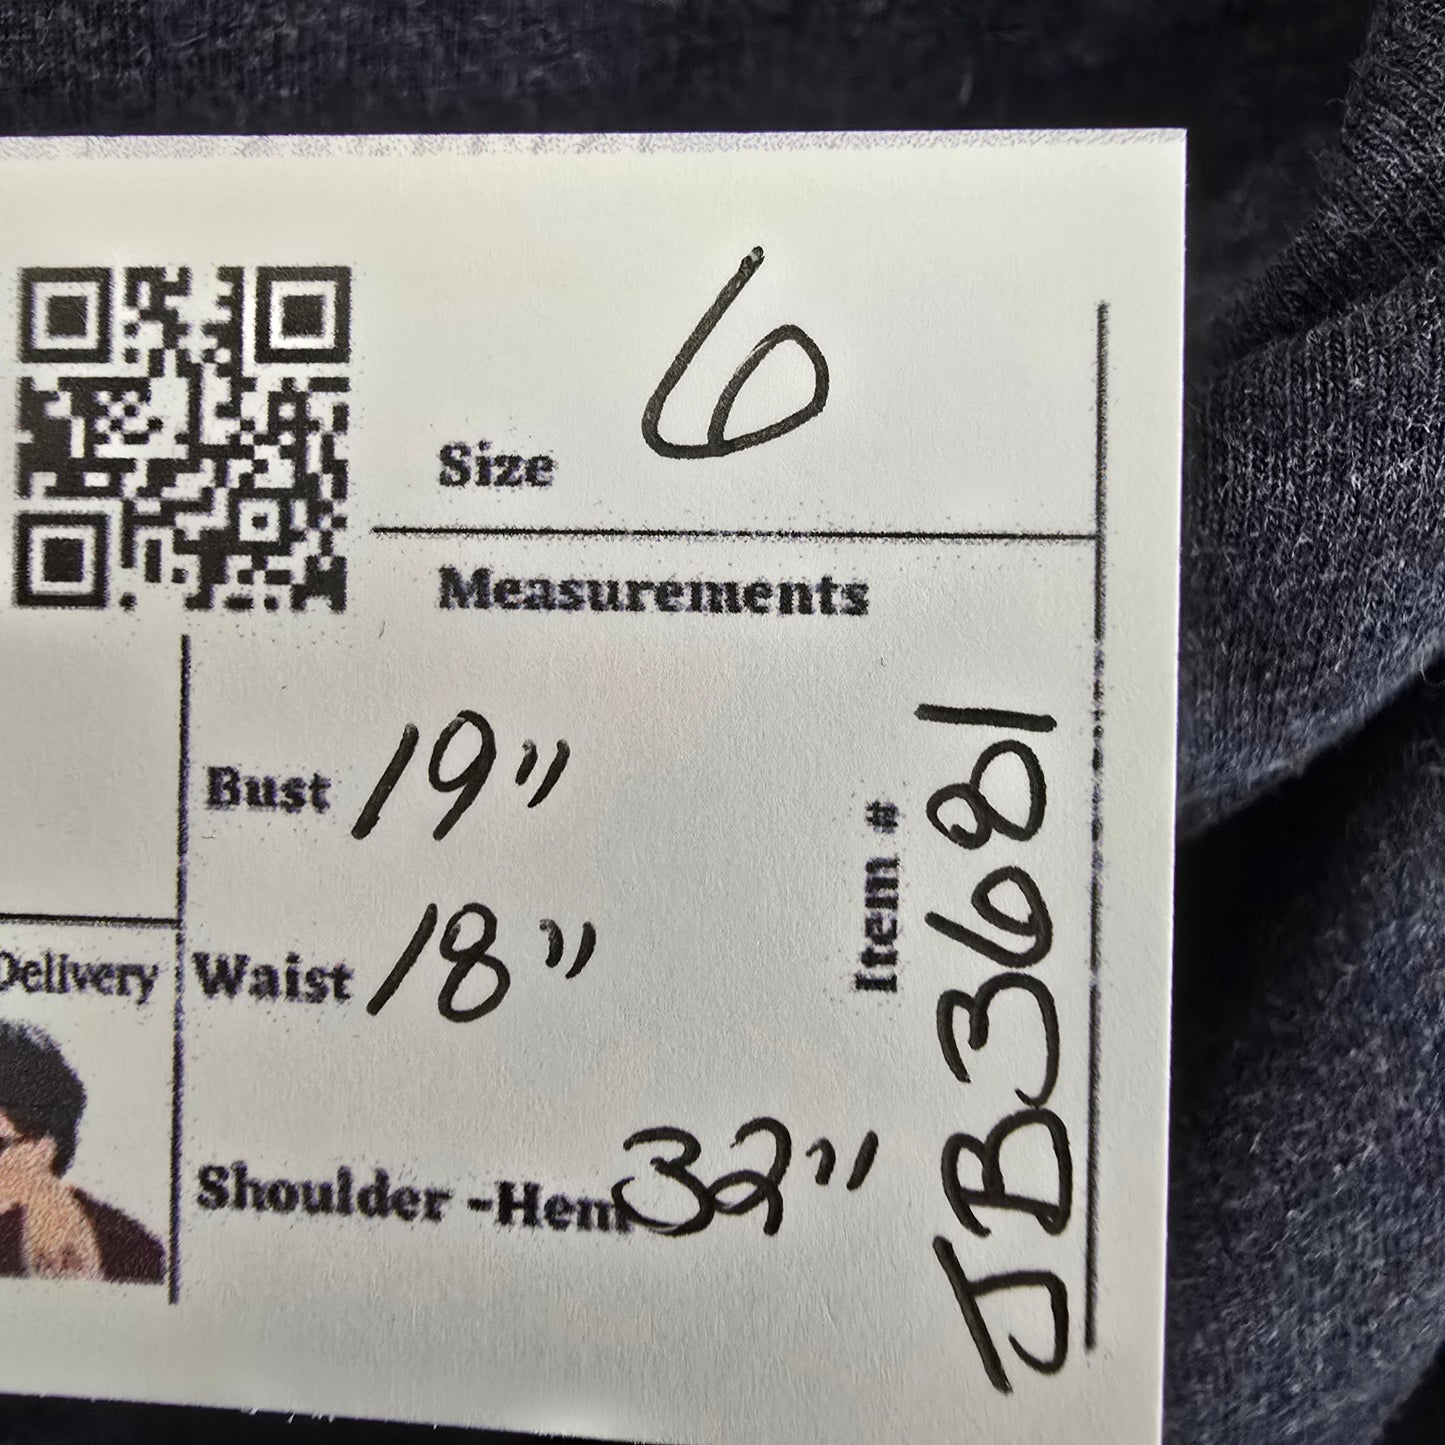 Size 6
Measurements
Bust 19"
Delivery
Waist 18"
Shoulder -Hem 32"
Item # JB3681